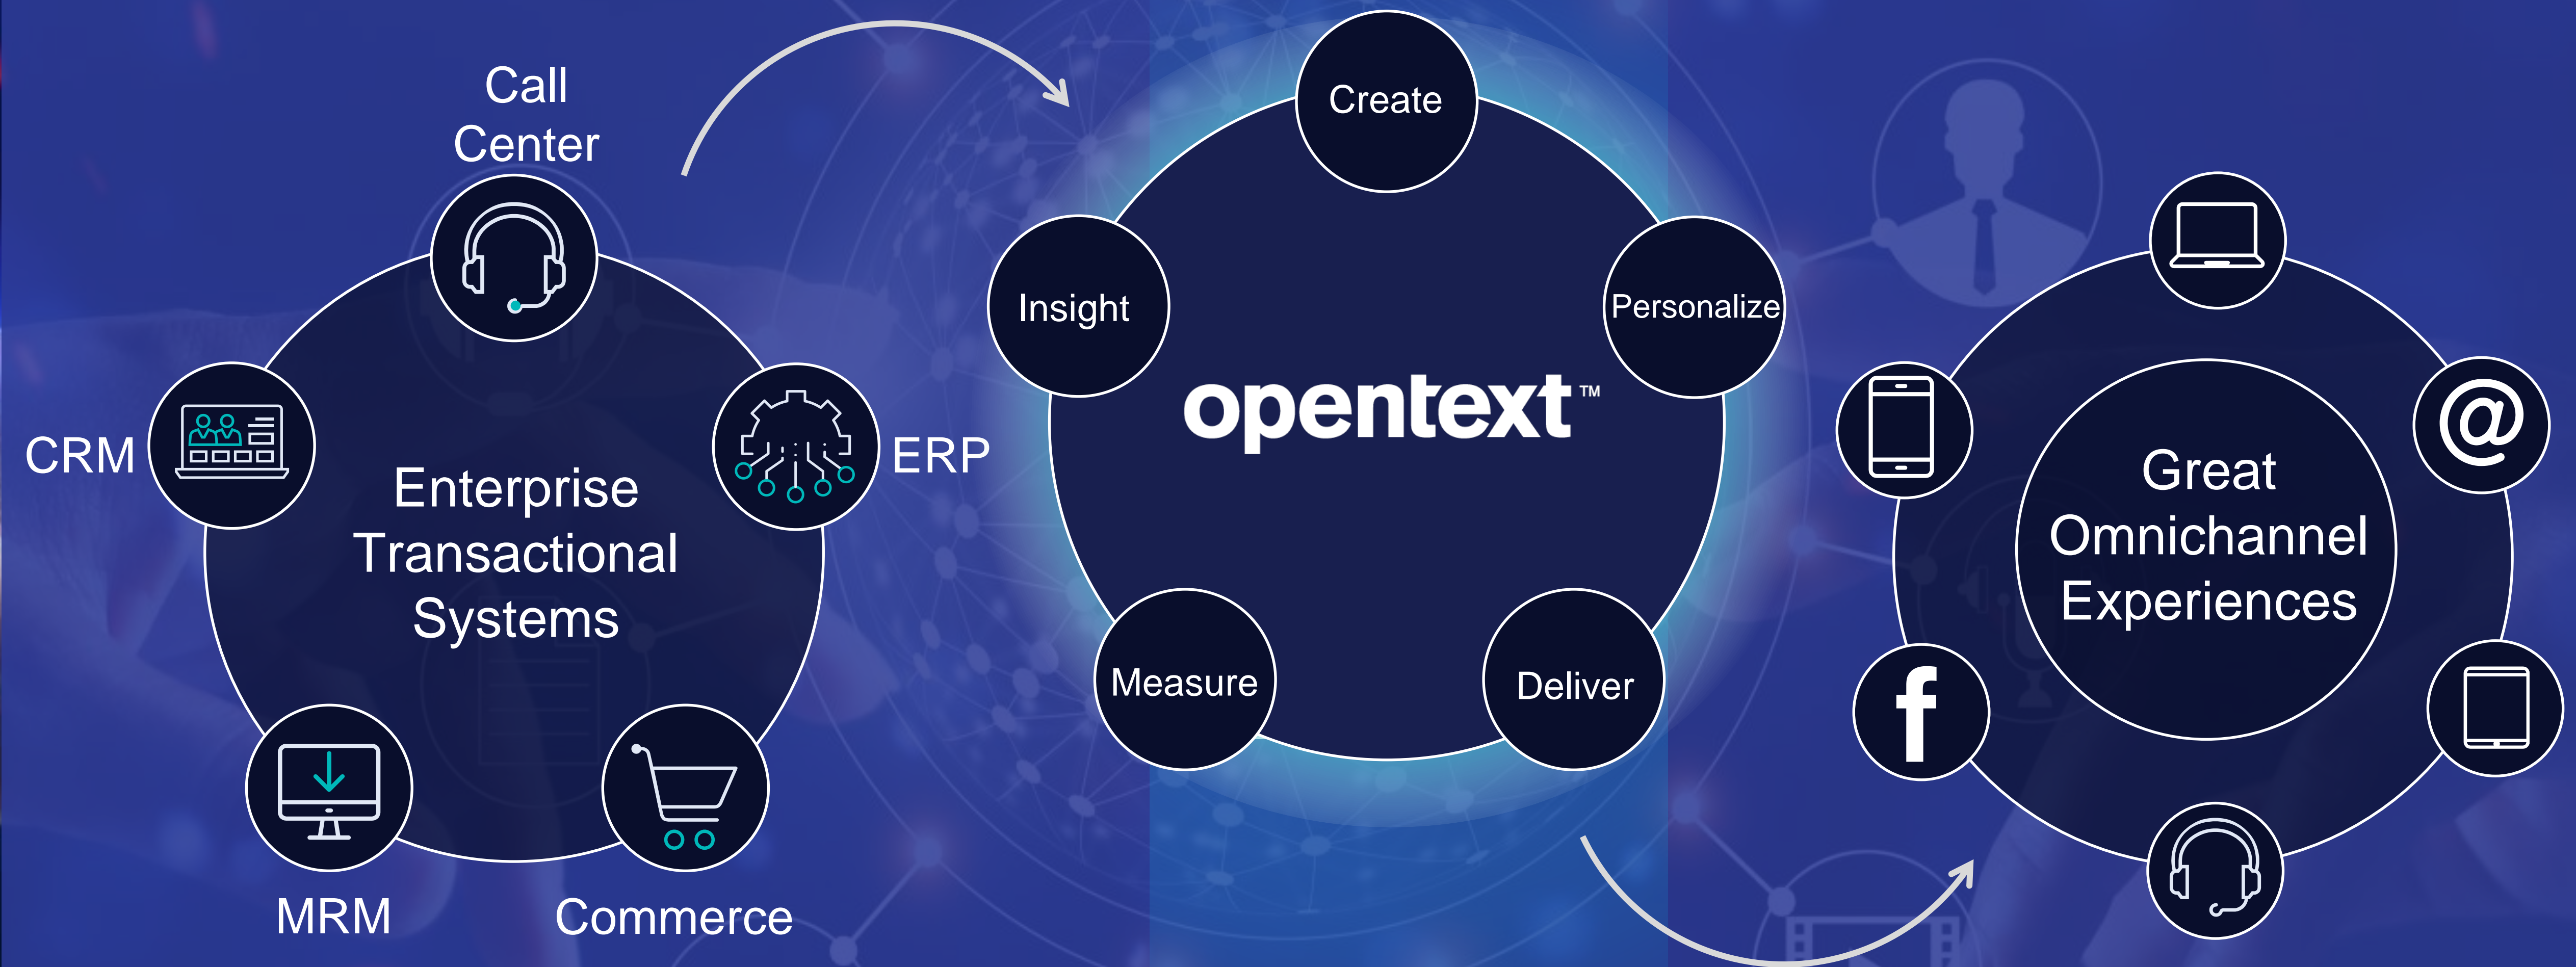 Call
Center
CRM
ERP
Enterprise
Transactional
Systems
MRM
Commerce
Create
Insight
Personalize
opentext™
Measure
Deliver
@
f
Great
Omnichannel
Experiences